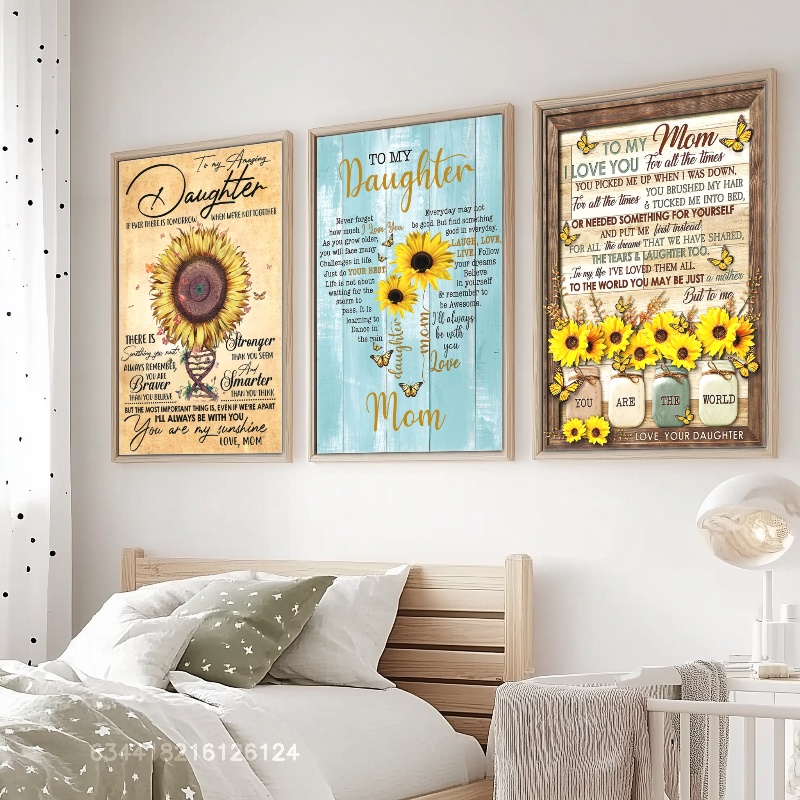 To my Amazing
Daughter
IF EVER THERE IS TOMORROW WHEN WE'RE NOT TOGETHER
THERE IS
Something you must
ALWAYS REMEMBER,
YOU ARE
Braver
THAN YOU BELIEVE
Stronger
THAN YOU SEEM
And
Smarter
THAN YOU THINK
BUT THE MOST IMPORTANT THING IS, EVEN IF WE'RE APART
I'LL ALWAYS BE WITH YOU
You are my sunshine
LOVE, MOM
TO MY
Daughter
Never forget
how much I Love You
As you grow older,
you will face many
Challenges in life.
Just do YOUR BEST
Life is not about
waiting for the
storm to
pass. It is
learning to
Dance in
the rain
Everyday may not
be good. But find something
good in everyday.
LAUGH, LOVE,
LIVE. Follow
your dreams
Believe
in yourself
& remember to
be Awesome.
I'll always
be with
you
Love
daughter
mom
Mom
TO MY Mom
I LOVE YOU For all the times
YOU PICKED ME UP WHEN I WAS DOWN,
For all the times YOU BRUSHED MY HAIR
& TUCKED ME INTO BED,
OR NEEDED SOMETHING FOR YOURSELF
AND PUT ME first instead
FOR ALL the dreams THAT WE HAVE SHARED,
THE TEARS & LAUGHTER TOO.
In my life I'VE LOVED THEM ALL.
TO THE WORLD YOU MAY BE JUST a mother
But to me
YOU ARE THE WORLD
LOVE, YOUR DAUGHTER
634418216126124